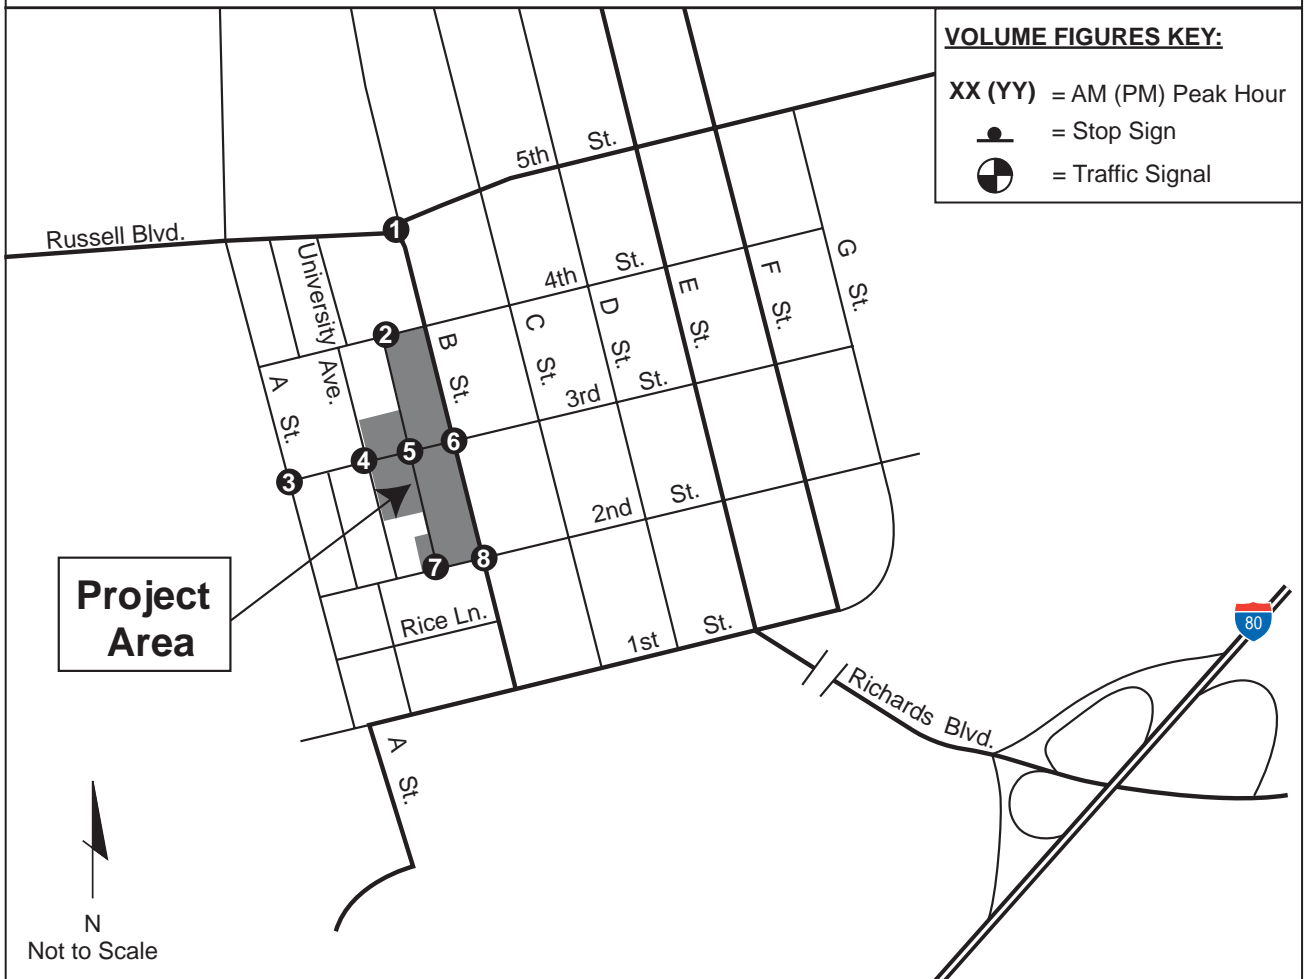 VOLUME FIGURES KEY:
XX (YY) = AM (PM) Peak Hour
= Stop Sign
= Traffic Signal
5th St.
Russell Blvd.
1
University Ave.
4th St.
2
A St.
B St.
C St.
D St.
E St.
F St.
G St.
3rd St.
3
4
5
6
2nd St.
7
8
Project
Area
Rice Ln.
1st St.
80
Richards Blvd.
A St.
N
Not to Scale